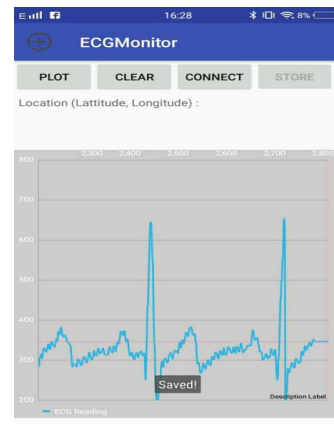 E 16:28 8%
ECGMonitor
PLOT CLEAR CONNECT STORE
Location (Lattitude, Longitude) :
2,300 2,400 2,500 2,600 2,700 2,800
800
700
600
500
400
300
200
Saved!
Description Label
ECG Reading